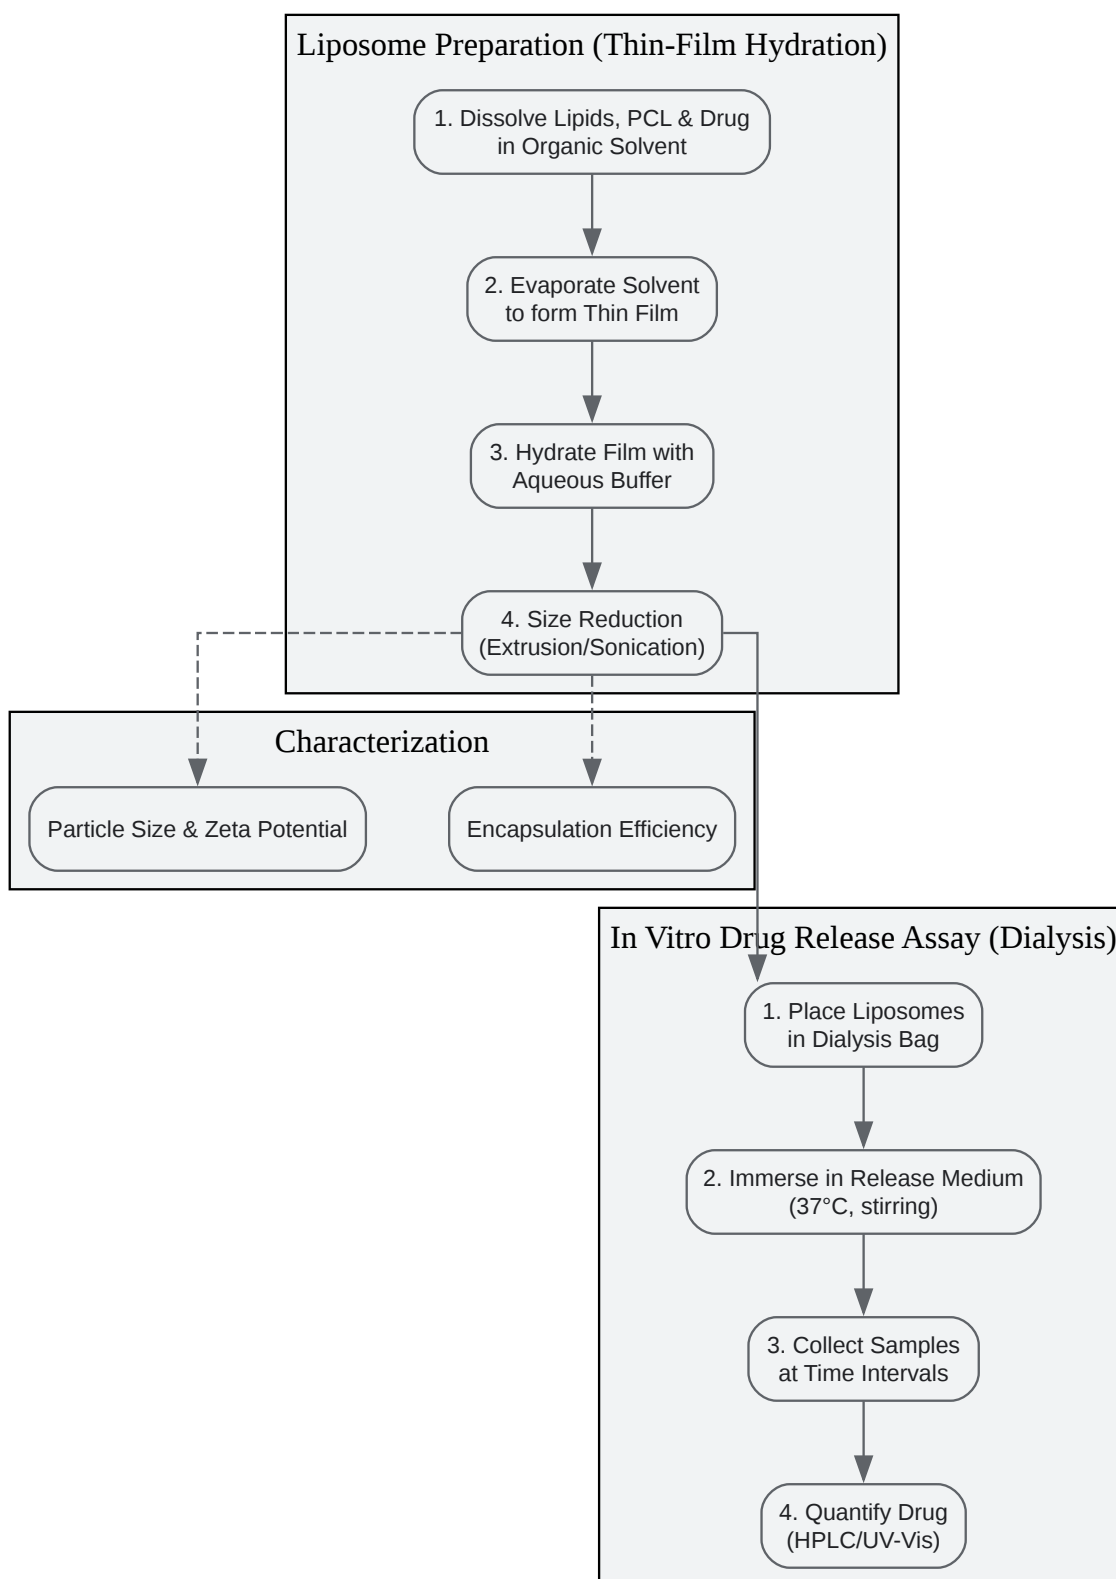 Liposome Preparation (Thin-Film Hydration)
1. Dissolve Lipids, PCL & Drug
in Organic Solvent
2. Evaporate Solvent
to form Thin Film
3. Hydrate Film with
Aqueous Buffer
4. Size Reduction
(Extrusion/Sonication)
Characterization
Particle Size & Zeta Potential
Encapsulation Efficiency
In Vitro Drug Release Assay (Dialysis)
1. Place Liposomes
in Dialysis Bag
2. Immerse in Release Medium
(37°C, stirring)
3. Collect Samples
at Time Intervals
4. Quantify Drug
(HPLC/UV-Vis)